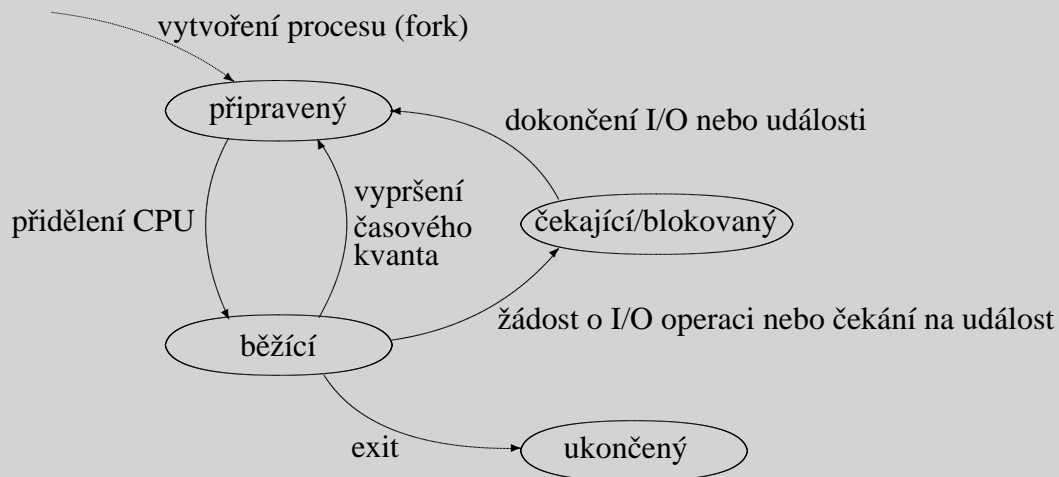 vytvoření procesu (fork)
připravený
dokončení I/O nebo události
přidělení CPU
vypršení
časového
kvanta
čekající/blokovaný
žádost o I/O operaci nebo čekání na událost
běžící
exit
ukončený